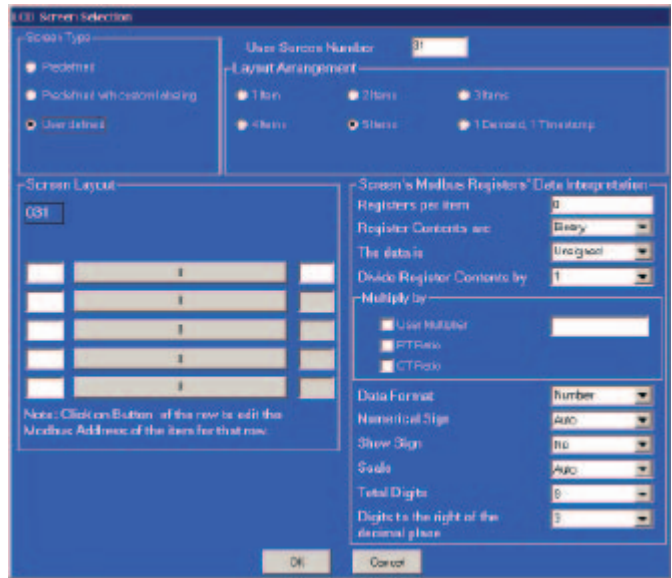 LCD Screen Selection
Screen Type
Predefined
Predefined with custom labeling
User defined
User Screen Number
Layout Arrangement
1 Item
2 Items
3 Items
4 Items
5 Items
1 Demand, 1 Timestamp
Screen Layout
031
Note: Click on Button of the row to edit the
Modbus Address of the item for that row.
Screen's Modbus Registers' Data Interpretation
Registers per item
Register Contents are
Binary
The data is
Unsigned
Divide Register Contents by
1
Multiply by
User Multiplier
PT Ratio
CT Ratio
Data Format
Number
Numerical Sign
Auto
Show Sign
No
Scale
Auto
Total Digits
Digits to the right of the
decimal place
3
OK
Cancel